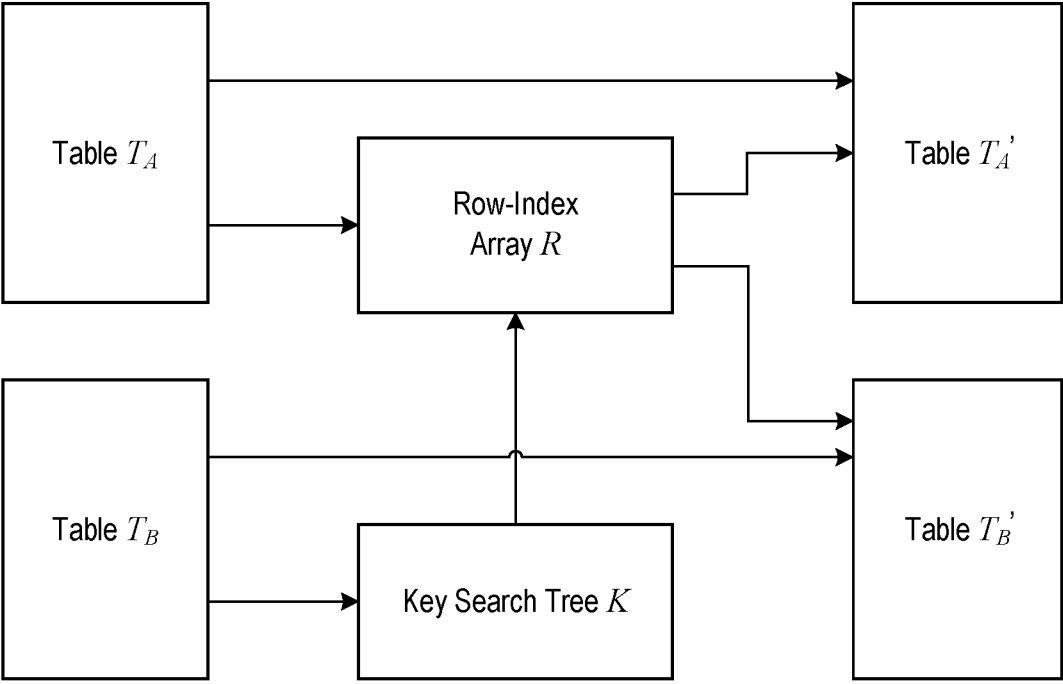 Table T_A
Row-Index
Array R
Table T_A’
Table T_B
Key Search Tree K
Table T_B’